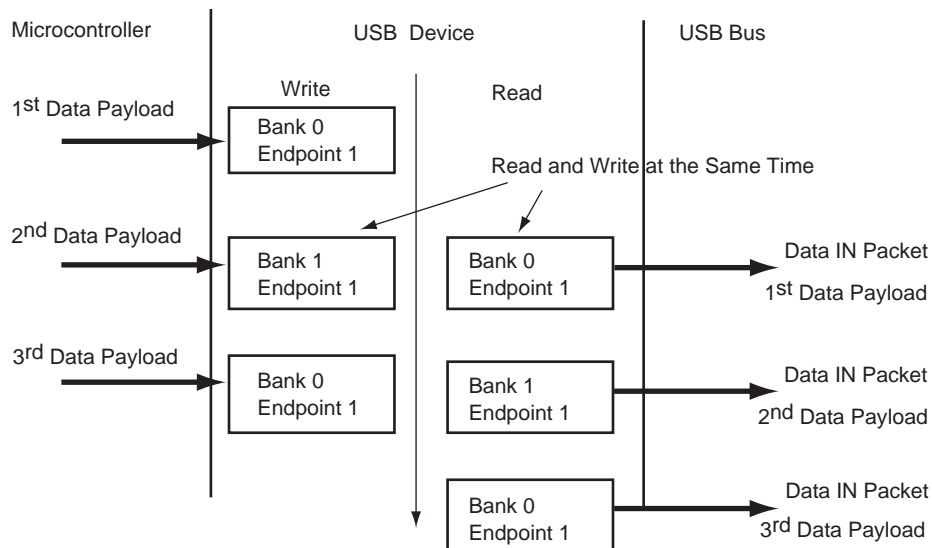 Microcontroller
USB Device
USB Bus
Write
Read
1st Data Payload
Bank 0
Endpoint 1
Read and Write at the Same Time
2nd Data Payload
Bank 1
Endpoint 1
Bank 0
Endpoint 1
Data IN Packet
1st Data Payload
3rd Data Payload
Bank 0
Endpoint 1
Bank 1
Endpoint 1
Data IN Packet
2nd Data Payload
Bank 0
Endpoint 1
Data IN Packet
3rd Data Payload